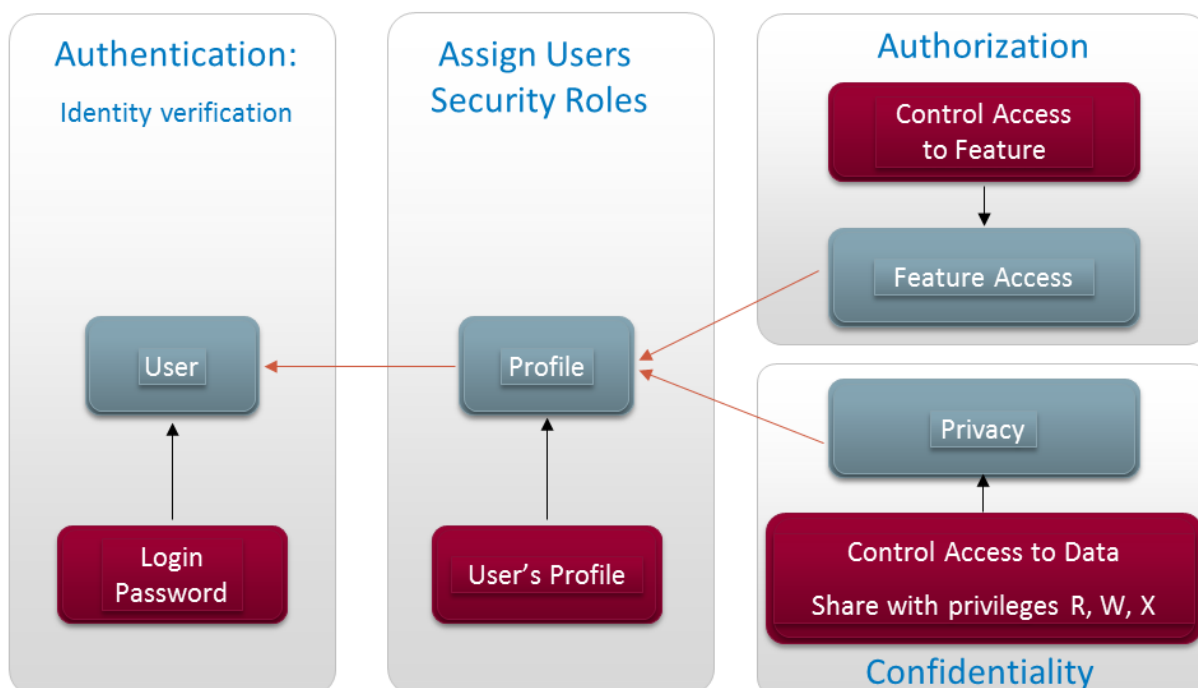 Authentication:
Identity verification
User
Login
Password
Assign Users
Security Roles
Profile
User’s Profile
Authorization
Control Access
to Feature
Feature Access
Privacy
Control Access to Data
Share with privileges R, W, X
Confidentiality